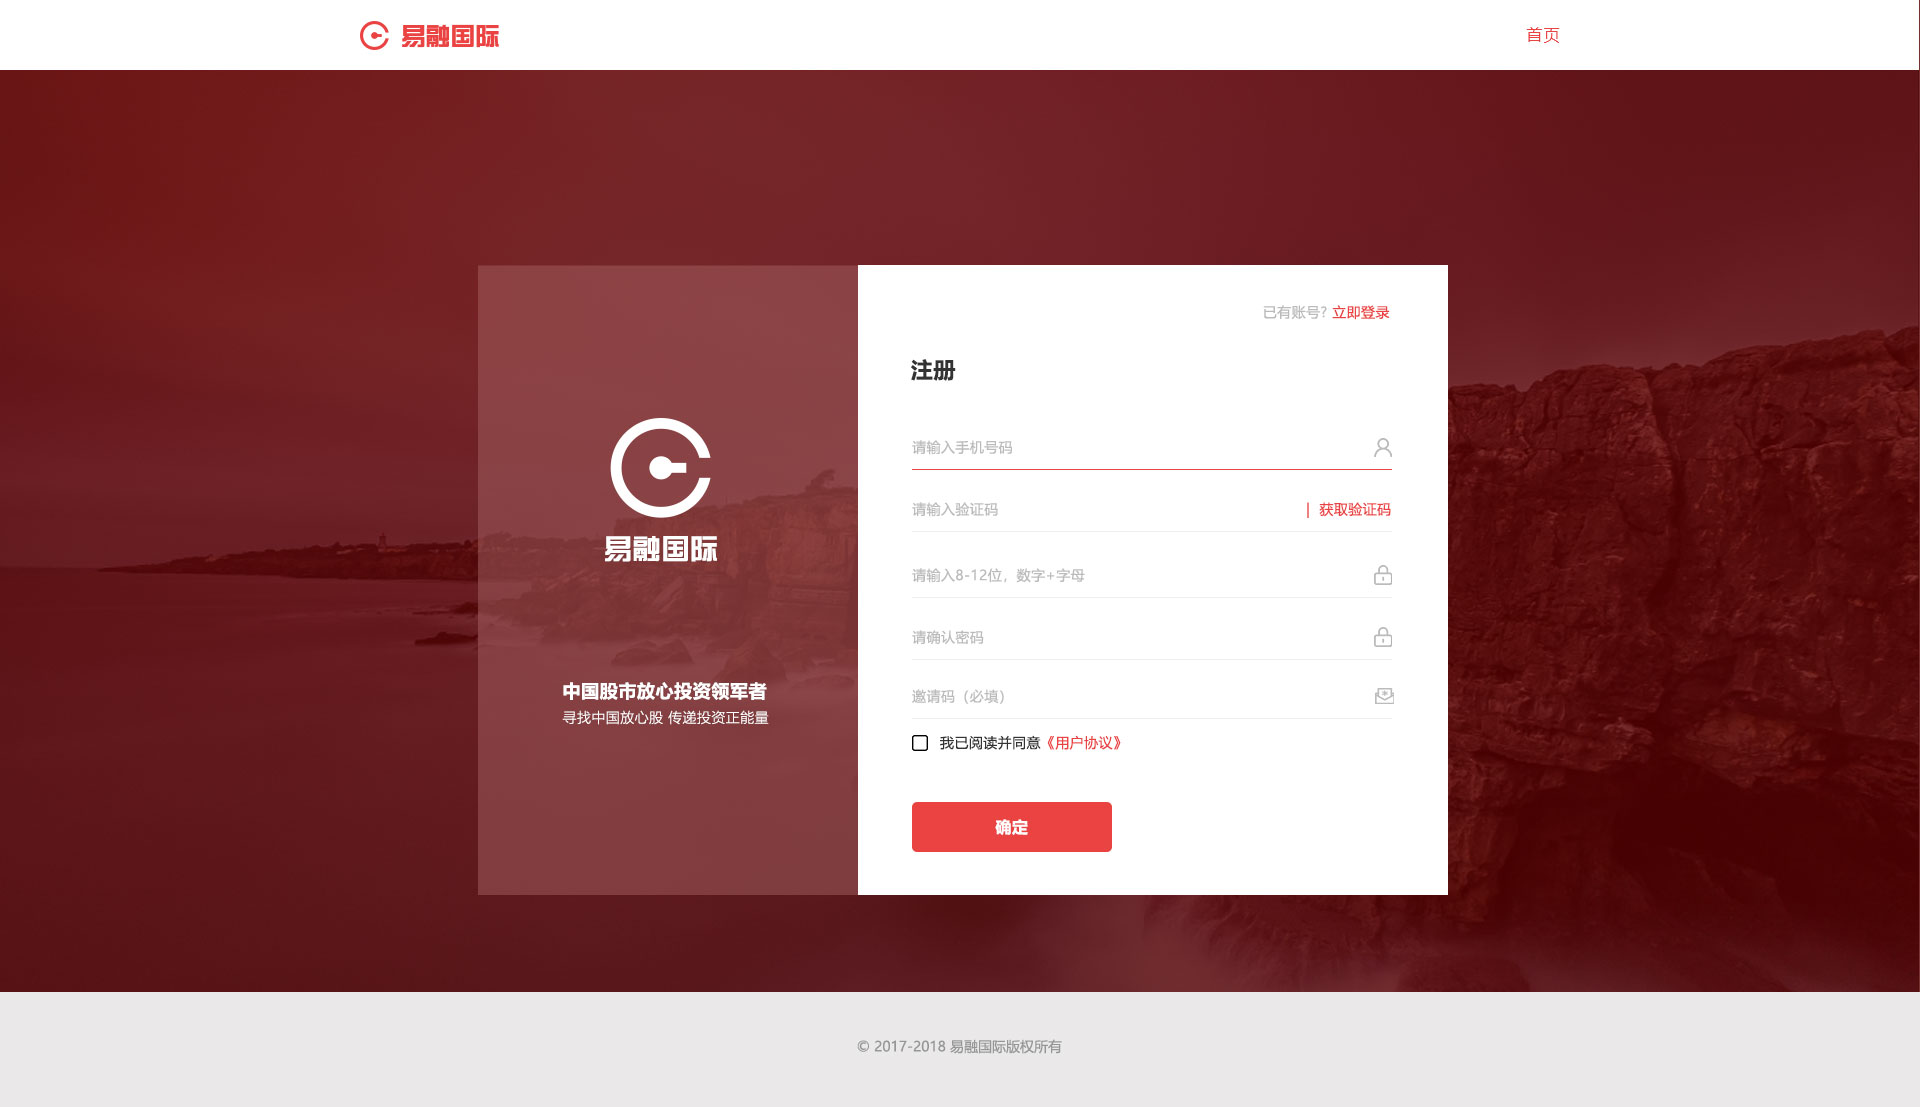 易融国际
首页
已有账号? 立即登录
注册
请输入手机号码
请输入验证码
| 获取验证码
请输入8-12位，数字+字母
请确认密码
邀请码（必填）
我已阅读并同意《用户协议》
确定
易融国际
中国股市放心投资领军者
寻找中国放心股 传递投资正能量
© 2017-2018 易融国际版权所有